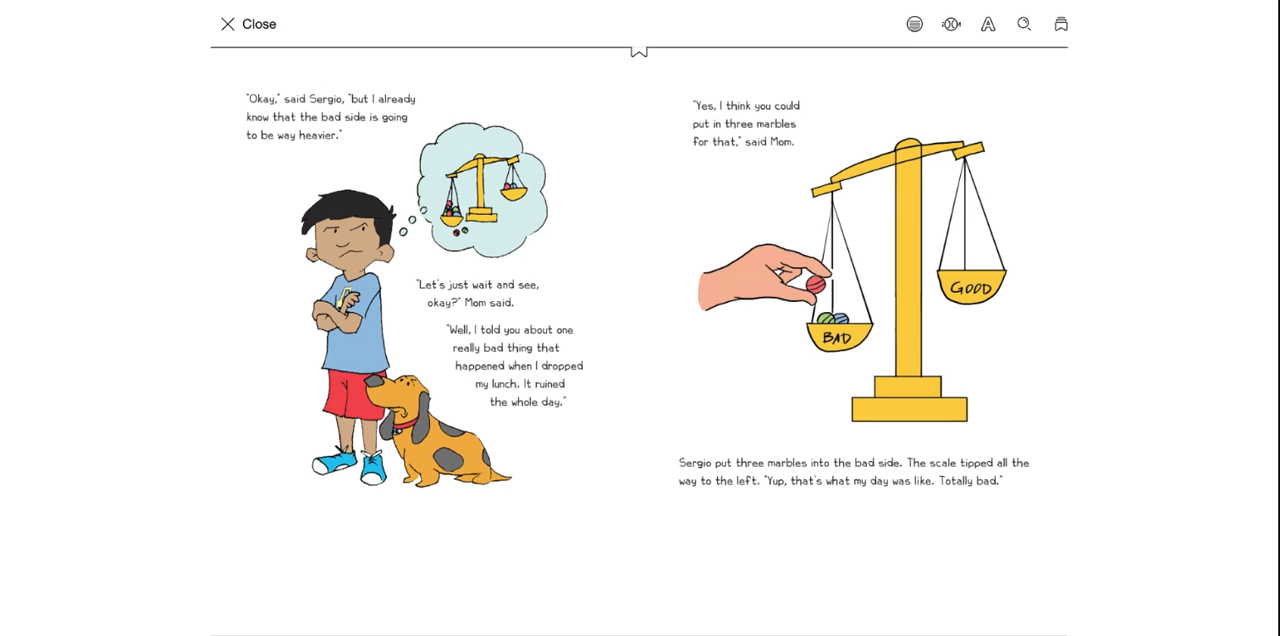 Close
"Okay," said Sergio, "but I already
know that the bad side is going
to be way heavier."
"Let's just wait and see,
okay?" Mom said.
"Well, I told you about one
really bad thing that
happened when I dropped
my lunch. It ruined
the whole day."
"Yes, I think you could
put in three marbles
for that," said Mom.
GOOD
BAD
Sergio put three marbles into the bad side. The scale tipped all the
way to the left. "Yup, that's what my day was like. Totally bad."